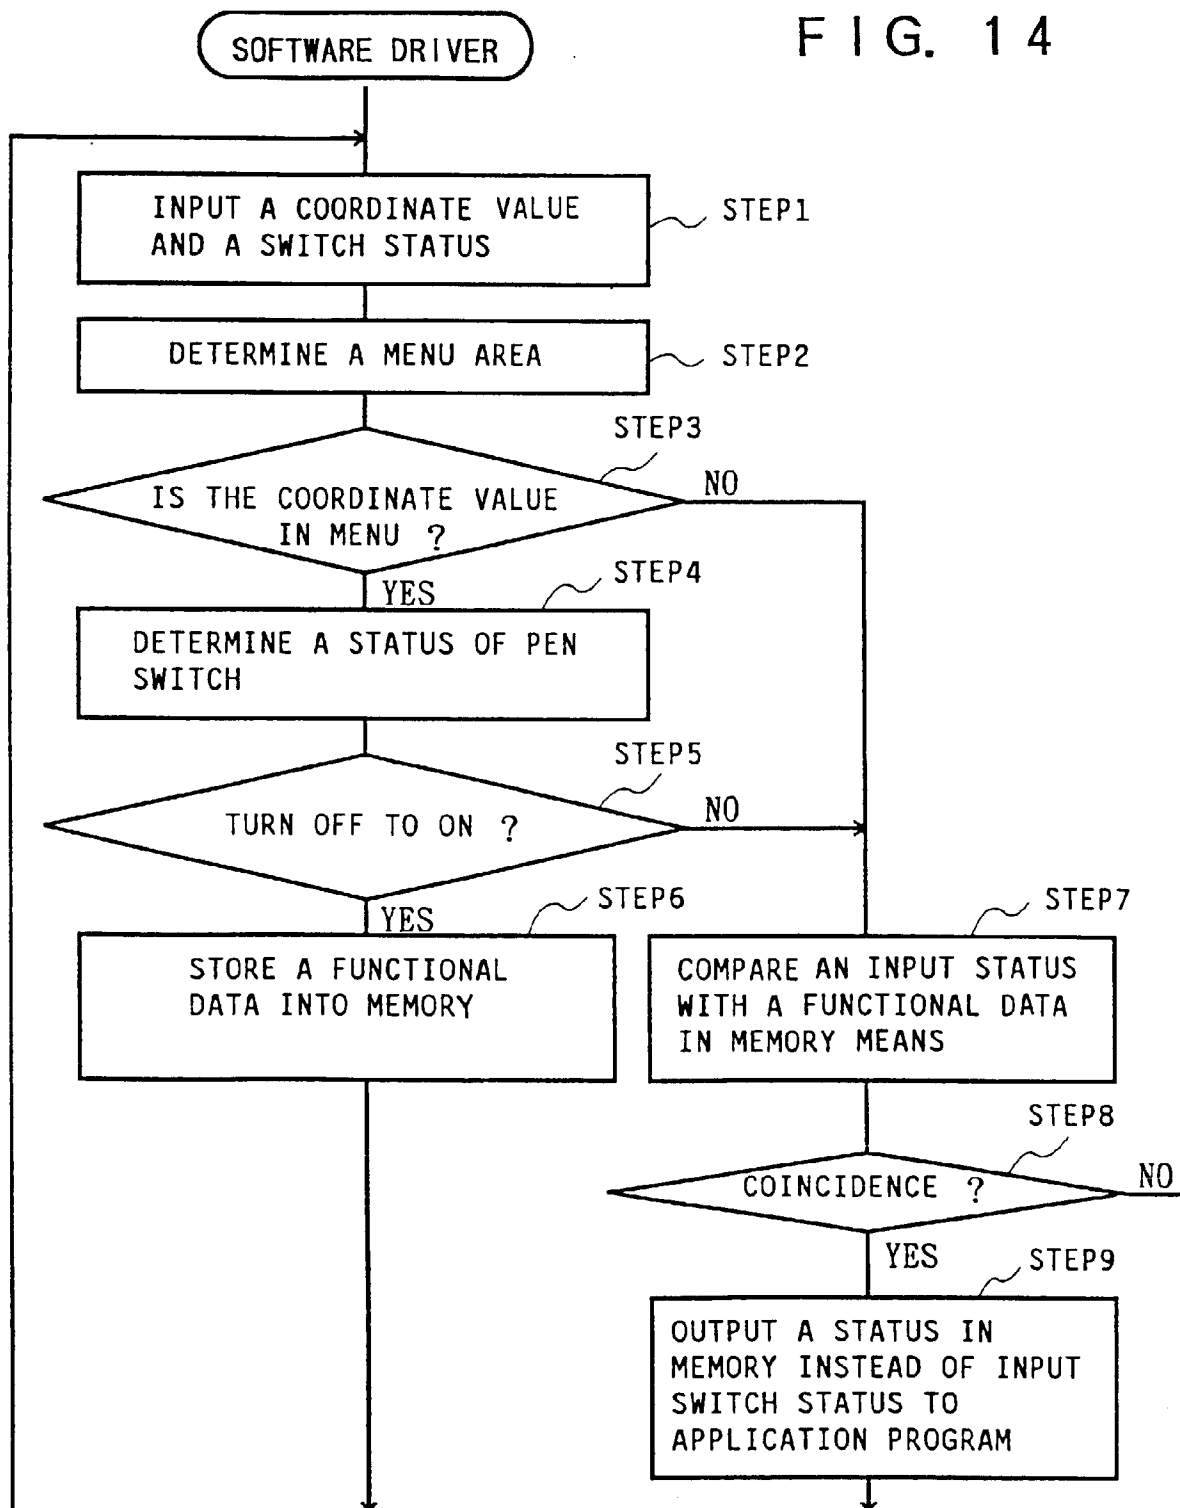 FIG. 14
SOFTWARE DRIVER
INPUT A COORDINATE VALUE
AND A SWITCH STATUS
STEP1
DETERMINE A MENU AREA
STEP2
STEP3
IS THE COORDINATE VALUE
IN MENU ?
NO
YES
STEP4
DETERMINE A STATUS OF PEN
SWITCH
STEP5
TURN OFF TO ON ?
NO
YES
STEP6
STORE A FUNCTIONAL
DATA INTO MEMORY
STEP7
COMPARE AN INPUT STATUS
WITH A FUNCTIONAL DATA
IN MEMORY MEANS
STEP8
COINCIDENCE ?
NO
YES
STEP9
OUTPUT A STATUS IN
MEMORY INSTEAD OF INPUT
SWITCH STATUS TO
APPLICATION PROGRAM